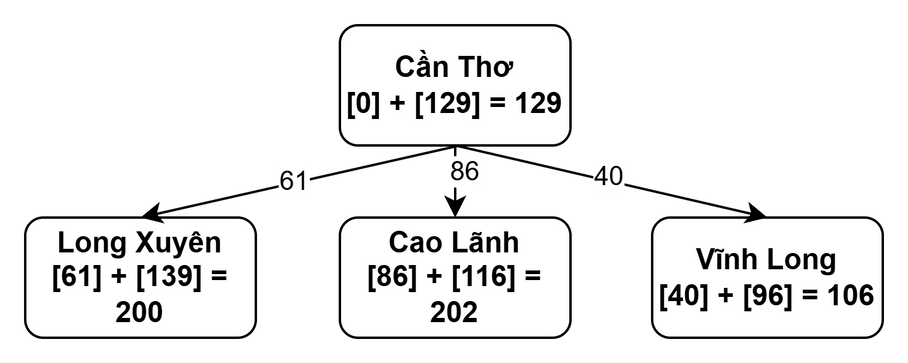 Cần Thơ
[0] + [129] = 129
61
86
40
Long Xuyên
[61] + [139] =
200
Cao Lãnh
[86] + [116] =
202
Vĩnh Long
[40] + [96] = 106